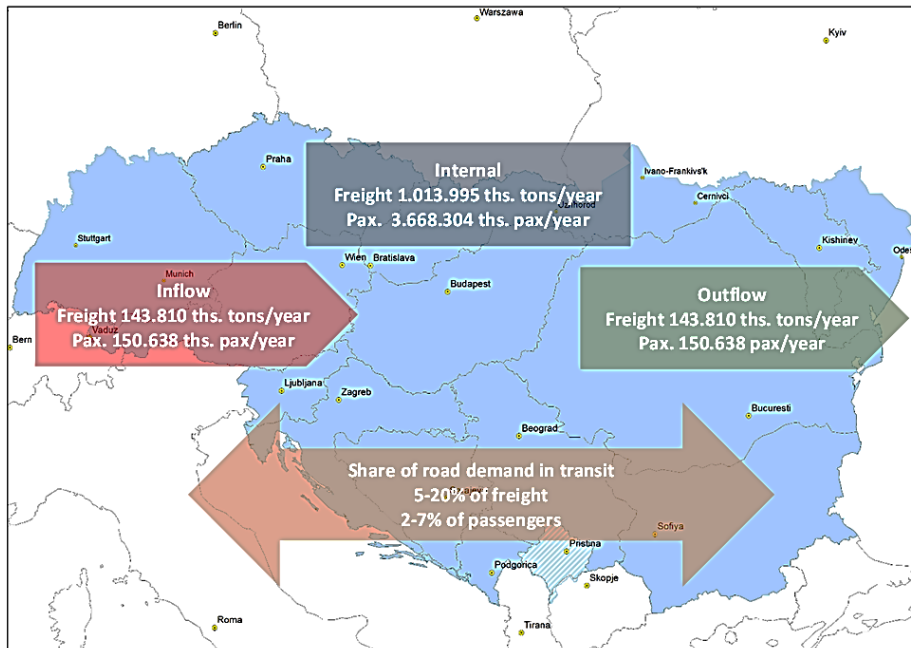 Warszawa
Berlin
Kyiv
Praha
Internal
Freight 1.013.995 ths. tons/year
Pax. 3.668.304 ths. pax/year
Ivano-Frankivs'k
Uzhhorod
Cernivci
Stuttgart
Kishinev
Odes
Wien
Bratislava
Munich
Budapest
Inflow
Freight 143.810 ths. tons/year
Pax. 150.638 ths. pax/year
Vaduz
Bern
Outflow
Freight 143.810 ths. tons/year
Pax. 150.638 pax/year
Ljubljana
Zagreb
Bucuresti
Beograd
Share of road demand in transit
5-20% of freight
2-7% of passengers
Sofiya
Pristina
Podgorica
Skopje
Roma
Tirana